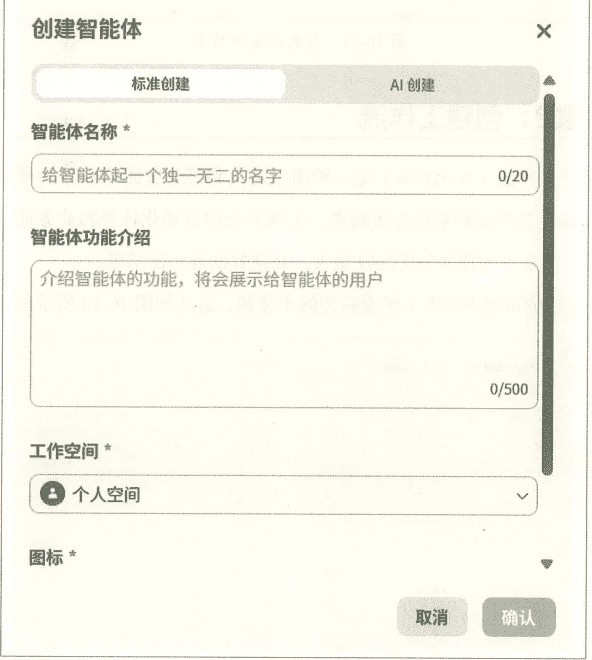 创建智能体
标准创建
AI 创建
智能体名称 *
给智能体起一个独一无二的名字
0/20
智能体功能介绍
介绍智能体的功能，将会展示给智能体的用户
0/500
工作空间 *
个人空间
图标 *
取消
确认